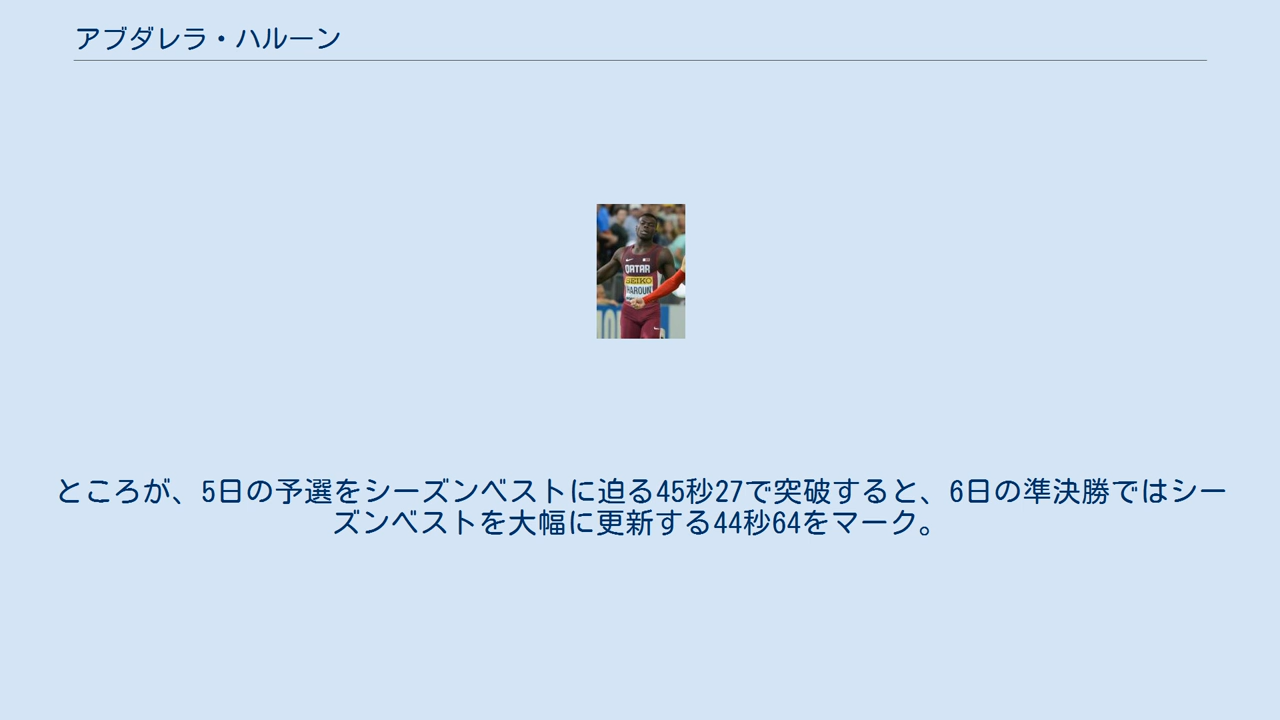 アブダレラ・ハルーン
QATAR
SEIKO
HAROUN
ところが、5日の予選をシーズンベストに迫る45秒27で突破すると、6日の準決勝ではシー
ズンベストを大幅に更新する44秒64をマーク。